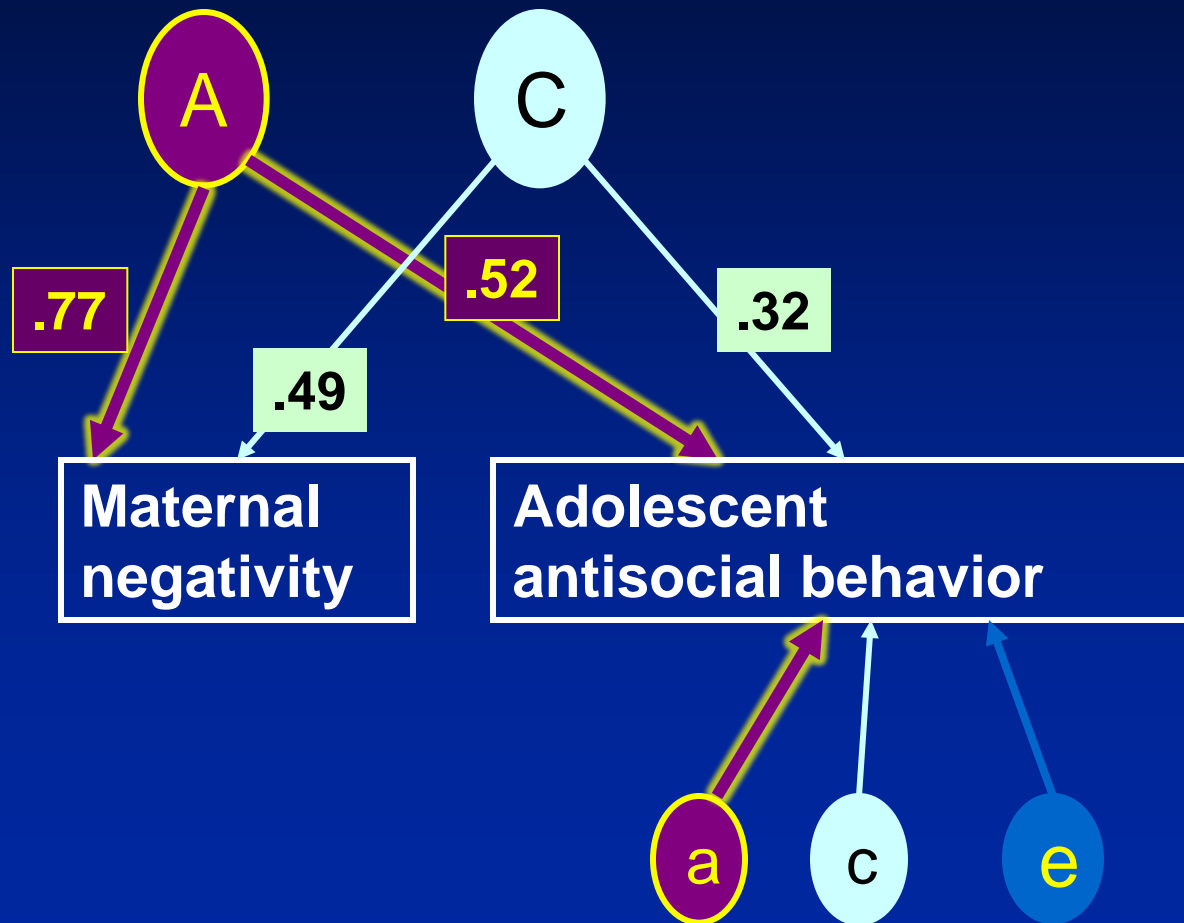 A
C
.77
.52
.32
.49
Maternal
negativity
Adolescent
antisocial behavior
a
c
e